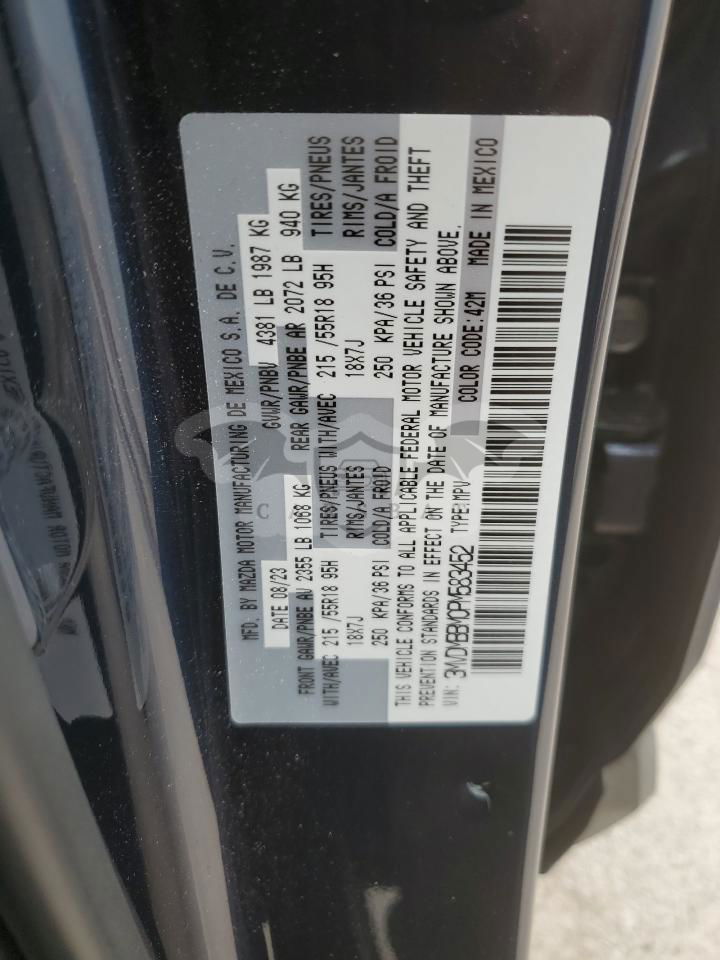 MFD. BY MAZDA MOTOR MANUFACTURING DE MEXICO S.A. DE C.V.
DATE 08/23 GVWR/PNBV 4381 LB 1987 KG
FRONT GAWR/PNBE AV 2355 LB 1068 KG REAR GAWR/PNBE AR 2072 LB 940 KG
WITH/AVEC 215 /55R18 95H TIRES/PNEUS WITH/AVEC 215 /55R18 95H TIRES/PNEUS
18X7J RIMS/JANTES 18X7J RIMS/JANTES
250 KPA/36 PSI COLD/A FROID 250 KPA/36 PSI COLD/A FROID
THIS VEHICLE CONFORMS TO ALL APPLICABLE FEDERAL MOTOR VEHICLE SAFETY AND THEFT
PREVENTION STANDARDS IN EFFECT ON THE DATE OF MANUFACTURE SHOWN ABOVE.
VIN: 3MVDMBBM0PM583452 TYPE:MPV COLOR CODE:42M MADE IN MEXICO